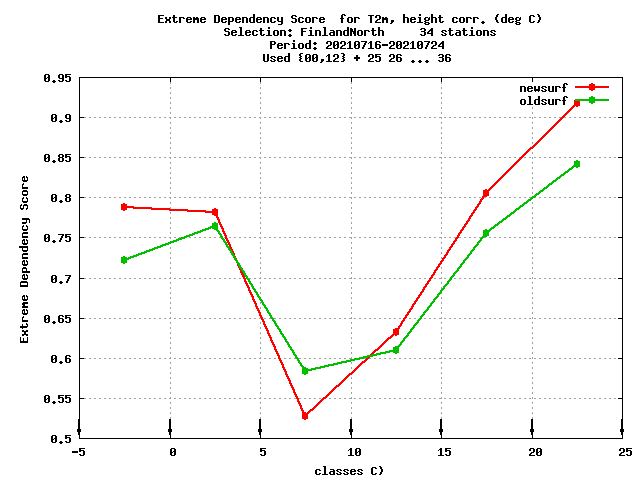 Extreme Dependency Score  for T2m, height corr. (deg C)
Selection: FinlandNorth     34 stations
Period: 20210716-20210724
Used {00,12} + 25 26 ... 36
newsurf
oldsurf
0.95
0.9
0.85
0.8
0.75
0.7
0.65
0.6
0.55
0.5
Extreme Dependency Score
-5 0 5 10 15 20 25
classes C)